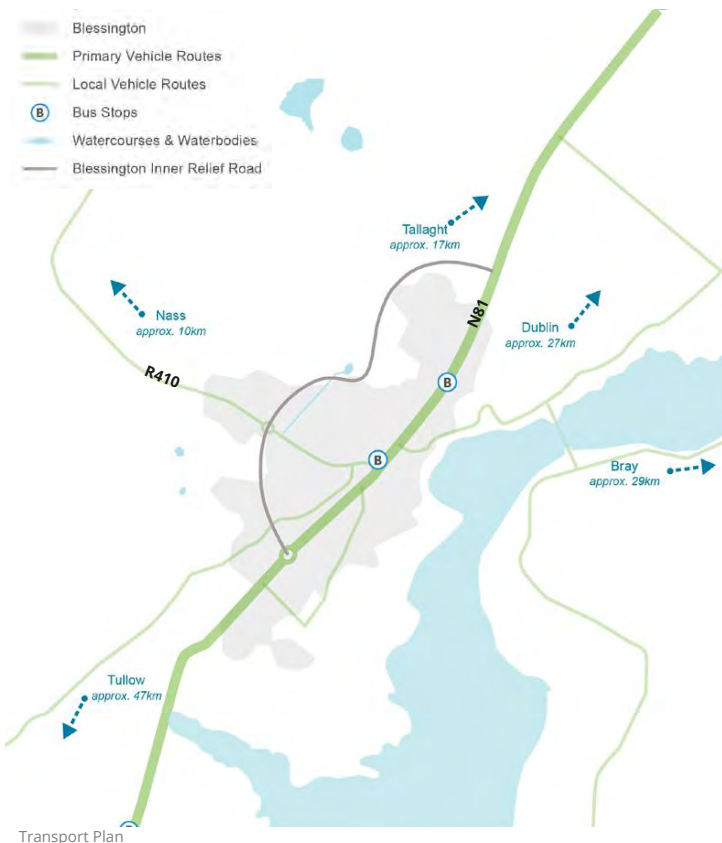 Blessington
Primary Vehicle Routes
Local Vehicle Routes
B Bus Stops
Watercourses & Waterbodies
Blessington Inner Relief Road
Tallaght
approx. 17km
Nass
approx. 10km
N81
Dublin
approx. 27km
R410
B
B
Bray
approx. 29km
Tullow
approx. 47km
Transport Plan